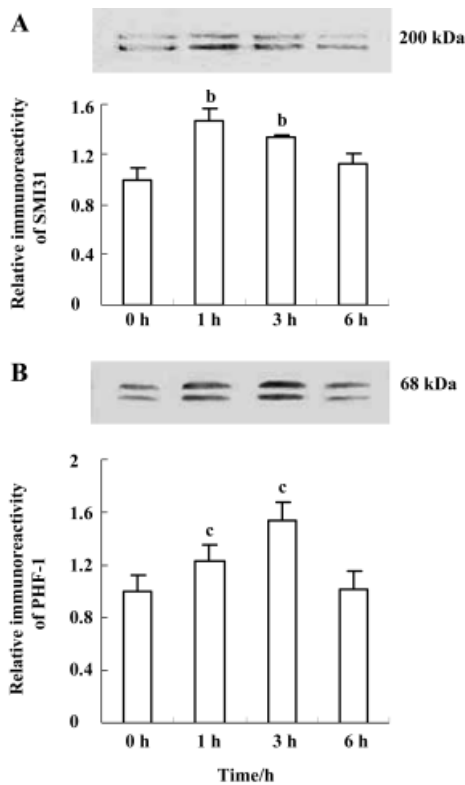 A
200 kDa
Relative immunoreactivity
of SMI31
1.6
1.2
0.8
0.4
0
b
b
0 h 1 h 3 h 6 h
B
68 kDa
Relative immunoreactivity
of PHF-1
2
1.6
1.2
0.8
0.4
0
c
c
0 h 1 h 3 h 6 h
Time/h